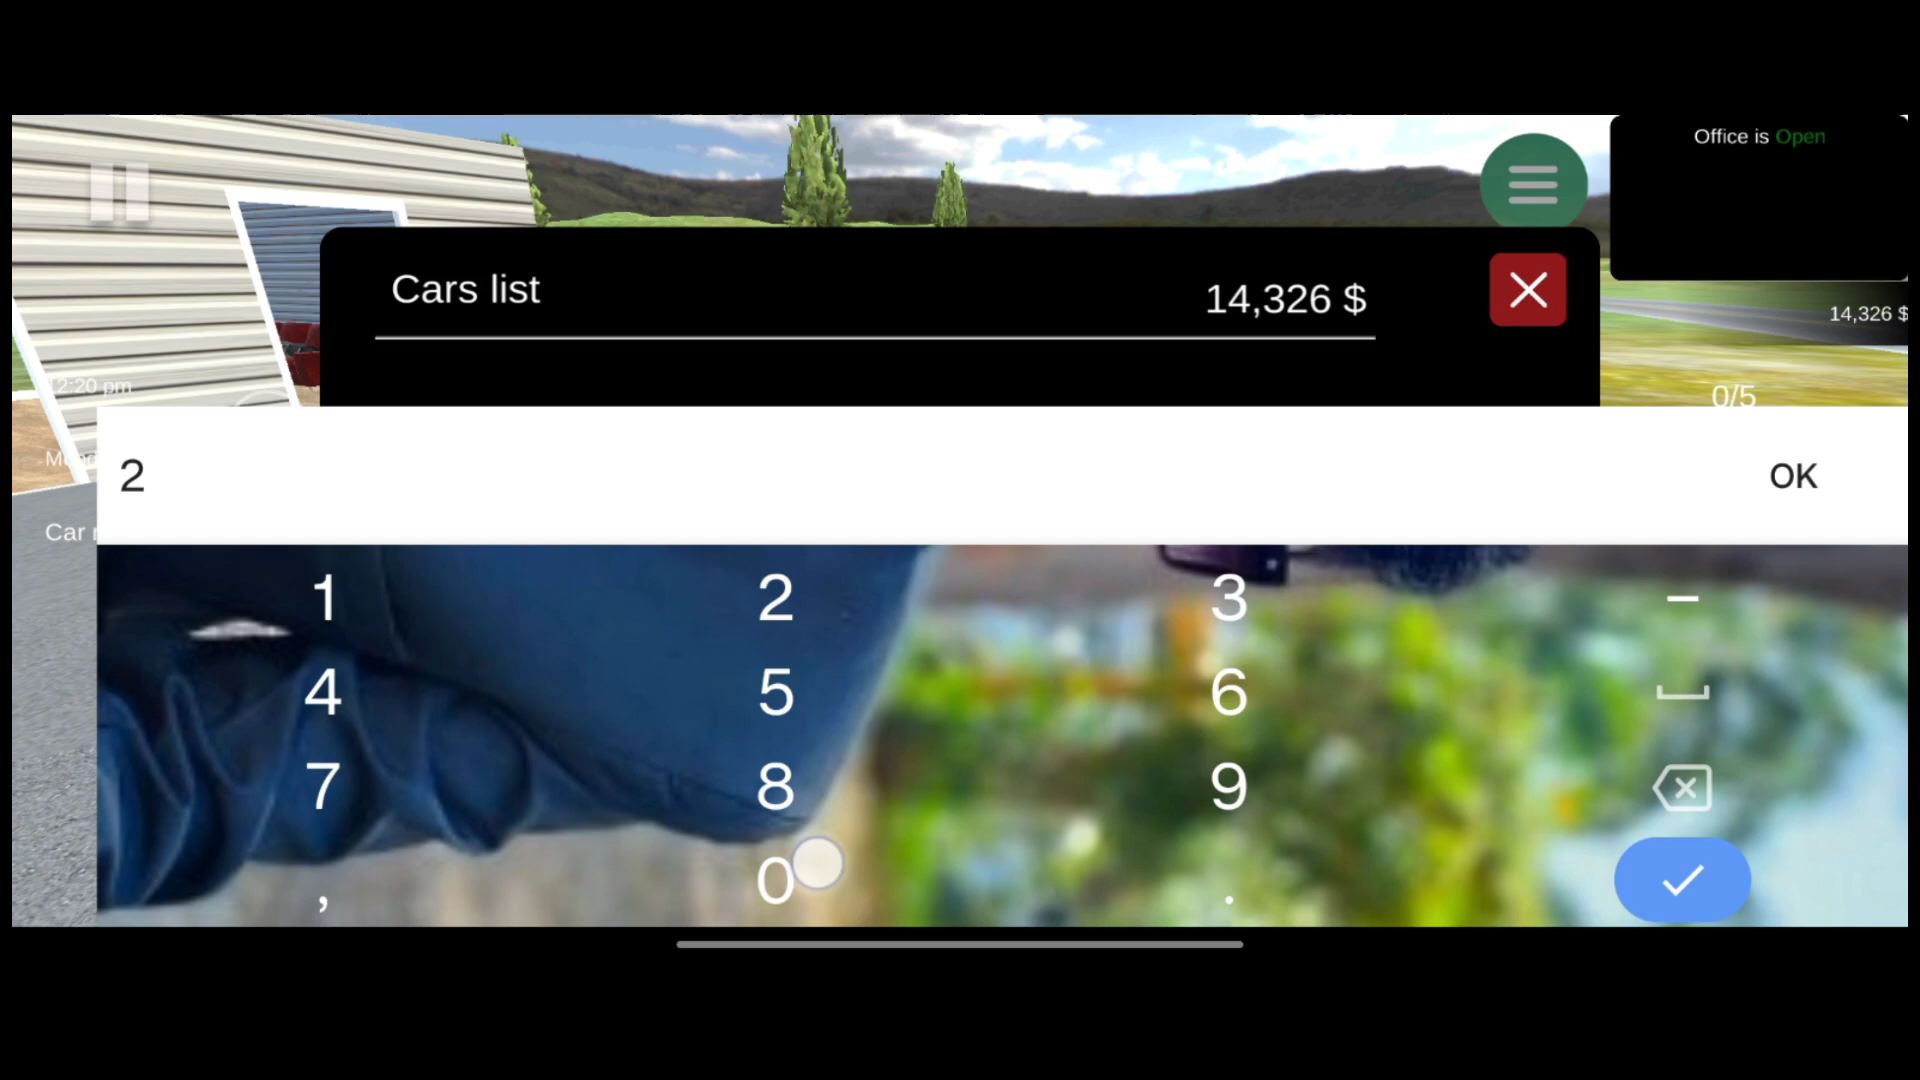 Office is Open
Cars list
14,326 $
14,326 $
12:20 pm
0/5
2
OK
Car
1 2 3 –
4 5 6
7 8 9
, 0 .